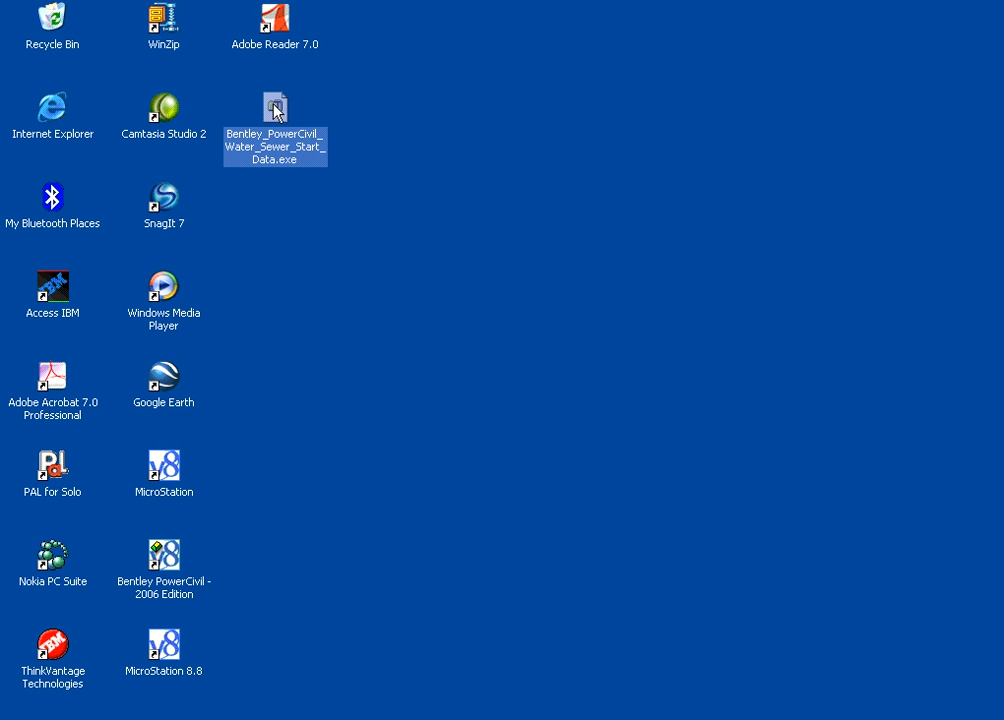 Recycle Bin
WinZip
Adobe Reader 7.0
Internet Explorer
Camtasia Studio 2
Bentley_PowerCivil_
Water_Sewer_Start_
Data.exe
My Bluetooth Places
SnagIt 7
Access IBM
Windows Media
Player
Adobe Acrobat 7.0
Professional
Google Earth
PAL for Solo
MicroStation
Nokia PC Suite
Bentley PowerCivil -
2006 Edition
ThinkVantage
Technologies
MicroStation 8.8